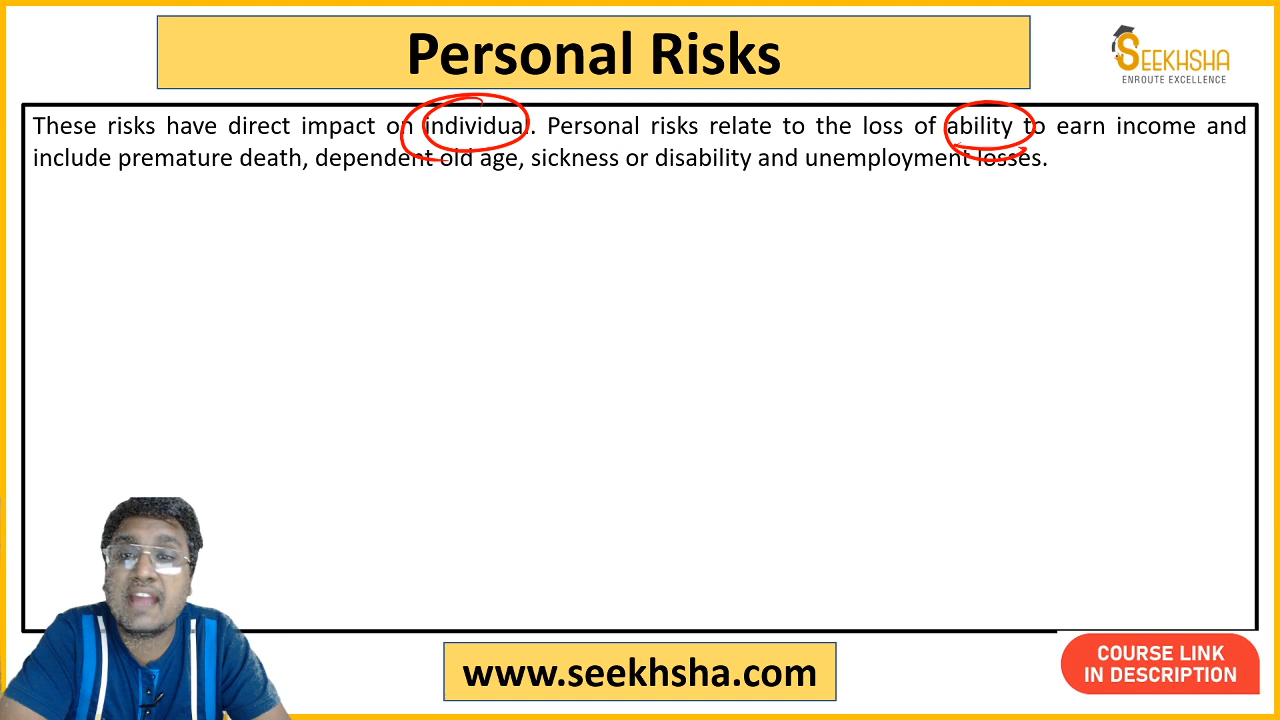 Personal Risks
SEEKHSHA
ENROUTE EXCELLENCE
These risks have direct impact on individual. Personal risks relate to the loss of ability to earn income and
include premature death, dependent old age, sickness or disability and unemployment losses.
www.seekhsha.com
COURSE LINK
IN DESCRIPTION